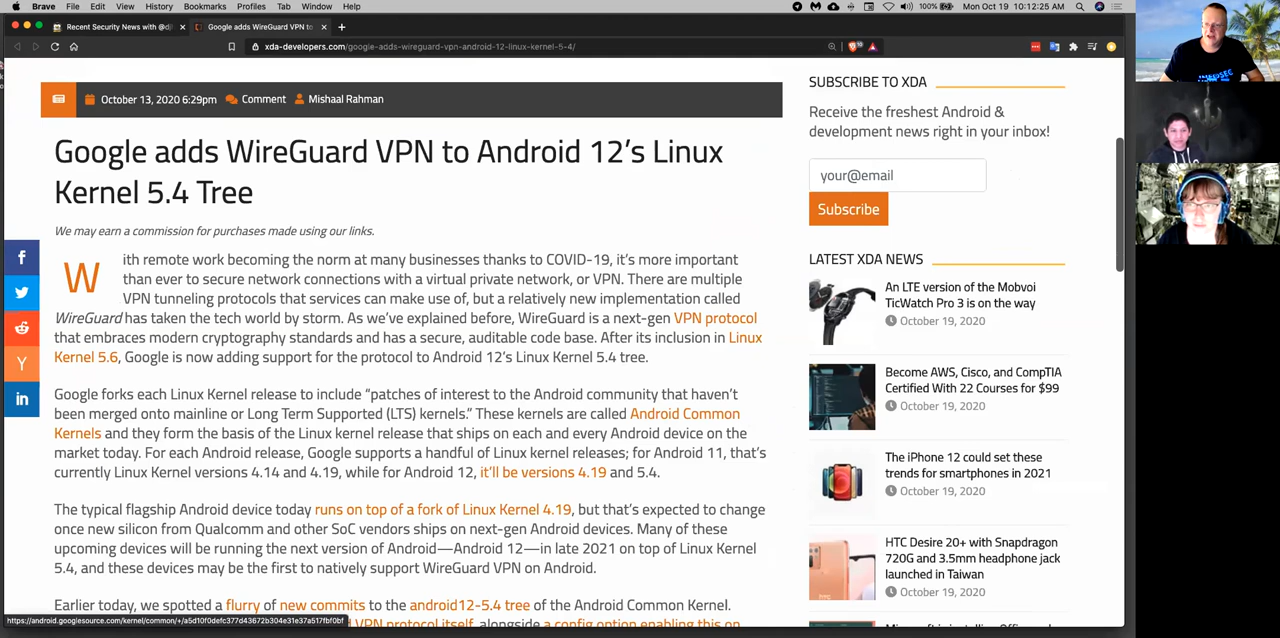 Brave File Edit View History Bookmarks Profiles Tab Window Help
100% Mon Oct 19 10:12:25 AM
Recent Security News with @dj
Google adds WireGuard VPN to
xda-developers.com/google-adds-wireguard-vpn-android-12-linux-kernel-5-4/
October 13, 2020 6:29pm Comment Mishaal Rahman
Google adds WireGuard VPN to Android 12’s Linux
Kernel 5.4 Tree
We may earn a commission for purchases made using our links.
With remote work becoming the norm at many businesses thanks to COVID-19, it’s more important
than ever to secure network connections with a virtual private network, or VPN. There are multiple
VPN tunneling protocols that services can make use of, but a relatively new implementation called
WireGuard has taken the tech world by storm. As we’ve explained before, WireGuard is a next-gen VPN protocol
that embraces modern cryptography standards and has a secure, auditable code base. After its inclusion in Linux
Kernel 5.6, Google is now adding support for the protocol to Android 12’s Linux Kernel 5.4 tree.
Google forks each Linux Kernel release to include “patches of interest to the Android community that haven’t
been merged onto mainline or Long Term Supported (LTS) kernels.” These kernels are called Android Common
Kernels and they form the basis of the Linux kernel release that ships on each and every Android device on the
market today. For each Android release, Google supports a handful of Linux kernel releases; for Android 11, that’s
currently Linux Kernel versions 4.14 and 4.19, while for Android 12, it’ll be versions 4.19 and 5.4.
The typical flagship Android device today runs on top of a fork of Linux Kernel 4.19, but that’s expected to change
once new silicon from Qualcomm and other SoC vendors ships on next-gen Android devices. Many of these
upcoming devices will be running the next version of Android—Android 12—in late 2021 on top of Linux Kernel
5.4, and these devices may be the first to natively support WireGuard VPN on Android.
Earlier today, we spotted a flurry of new commits to the android12-5.4 tree of the Android Common Kernel.
VPN protocol itself, alongside a config option enabling this on
https://android.googlesource.com/kernel/common/+/a5d10f0defc377d43672b304e31e37a517fbf0bf
SUBSCRIBE TO XDA
Receive the freshest Android &
development news right in your inbox!
your@email
Subscribe
LATEST XDA NEWS
An LTE version of the Mobvoi
TicWatch Pro 3 is on the way
October 19, 2020
Become AWS, Cisco, and CompTIA
Certified With 22 Courses for $99
October 19, 2020
The iPhone 12 could set these
trends for smartphones in 2021
October 19, 2020
HTC Desire 20+ with Snapdragon
720G and 3.5mm headphone jack
launched in Taiwan
October 19, 2020